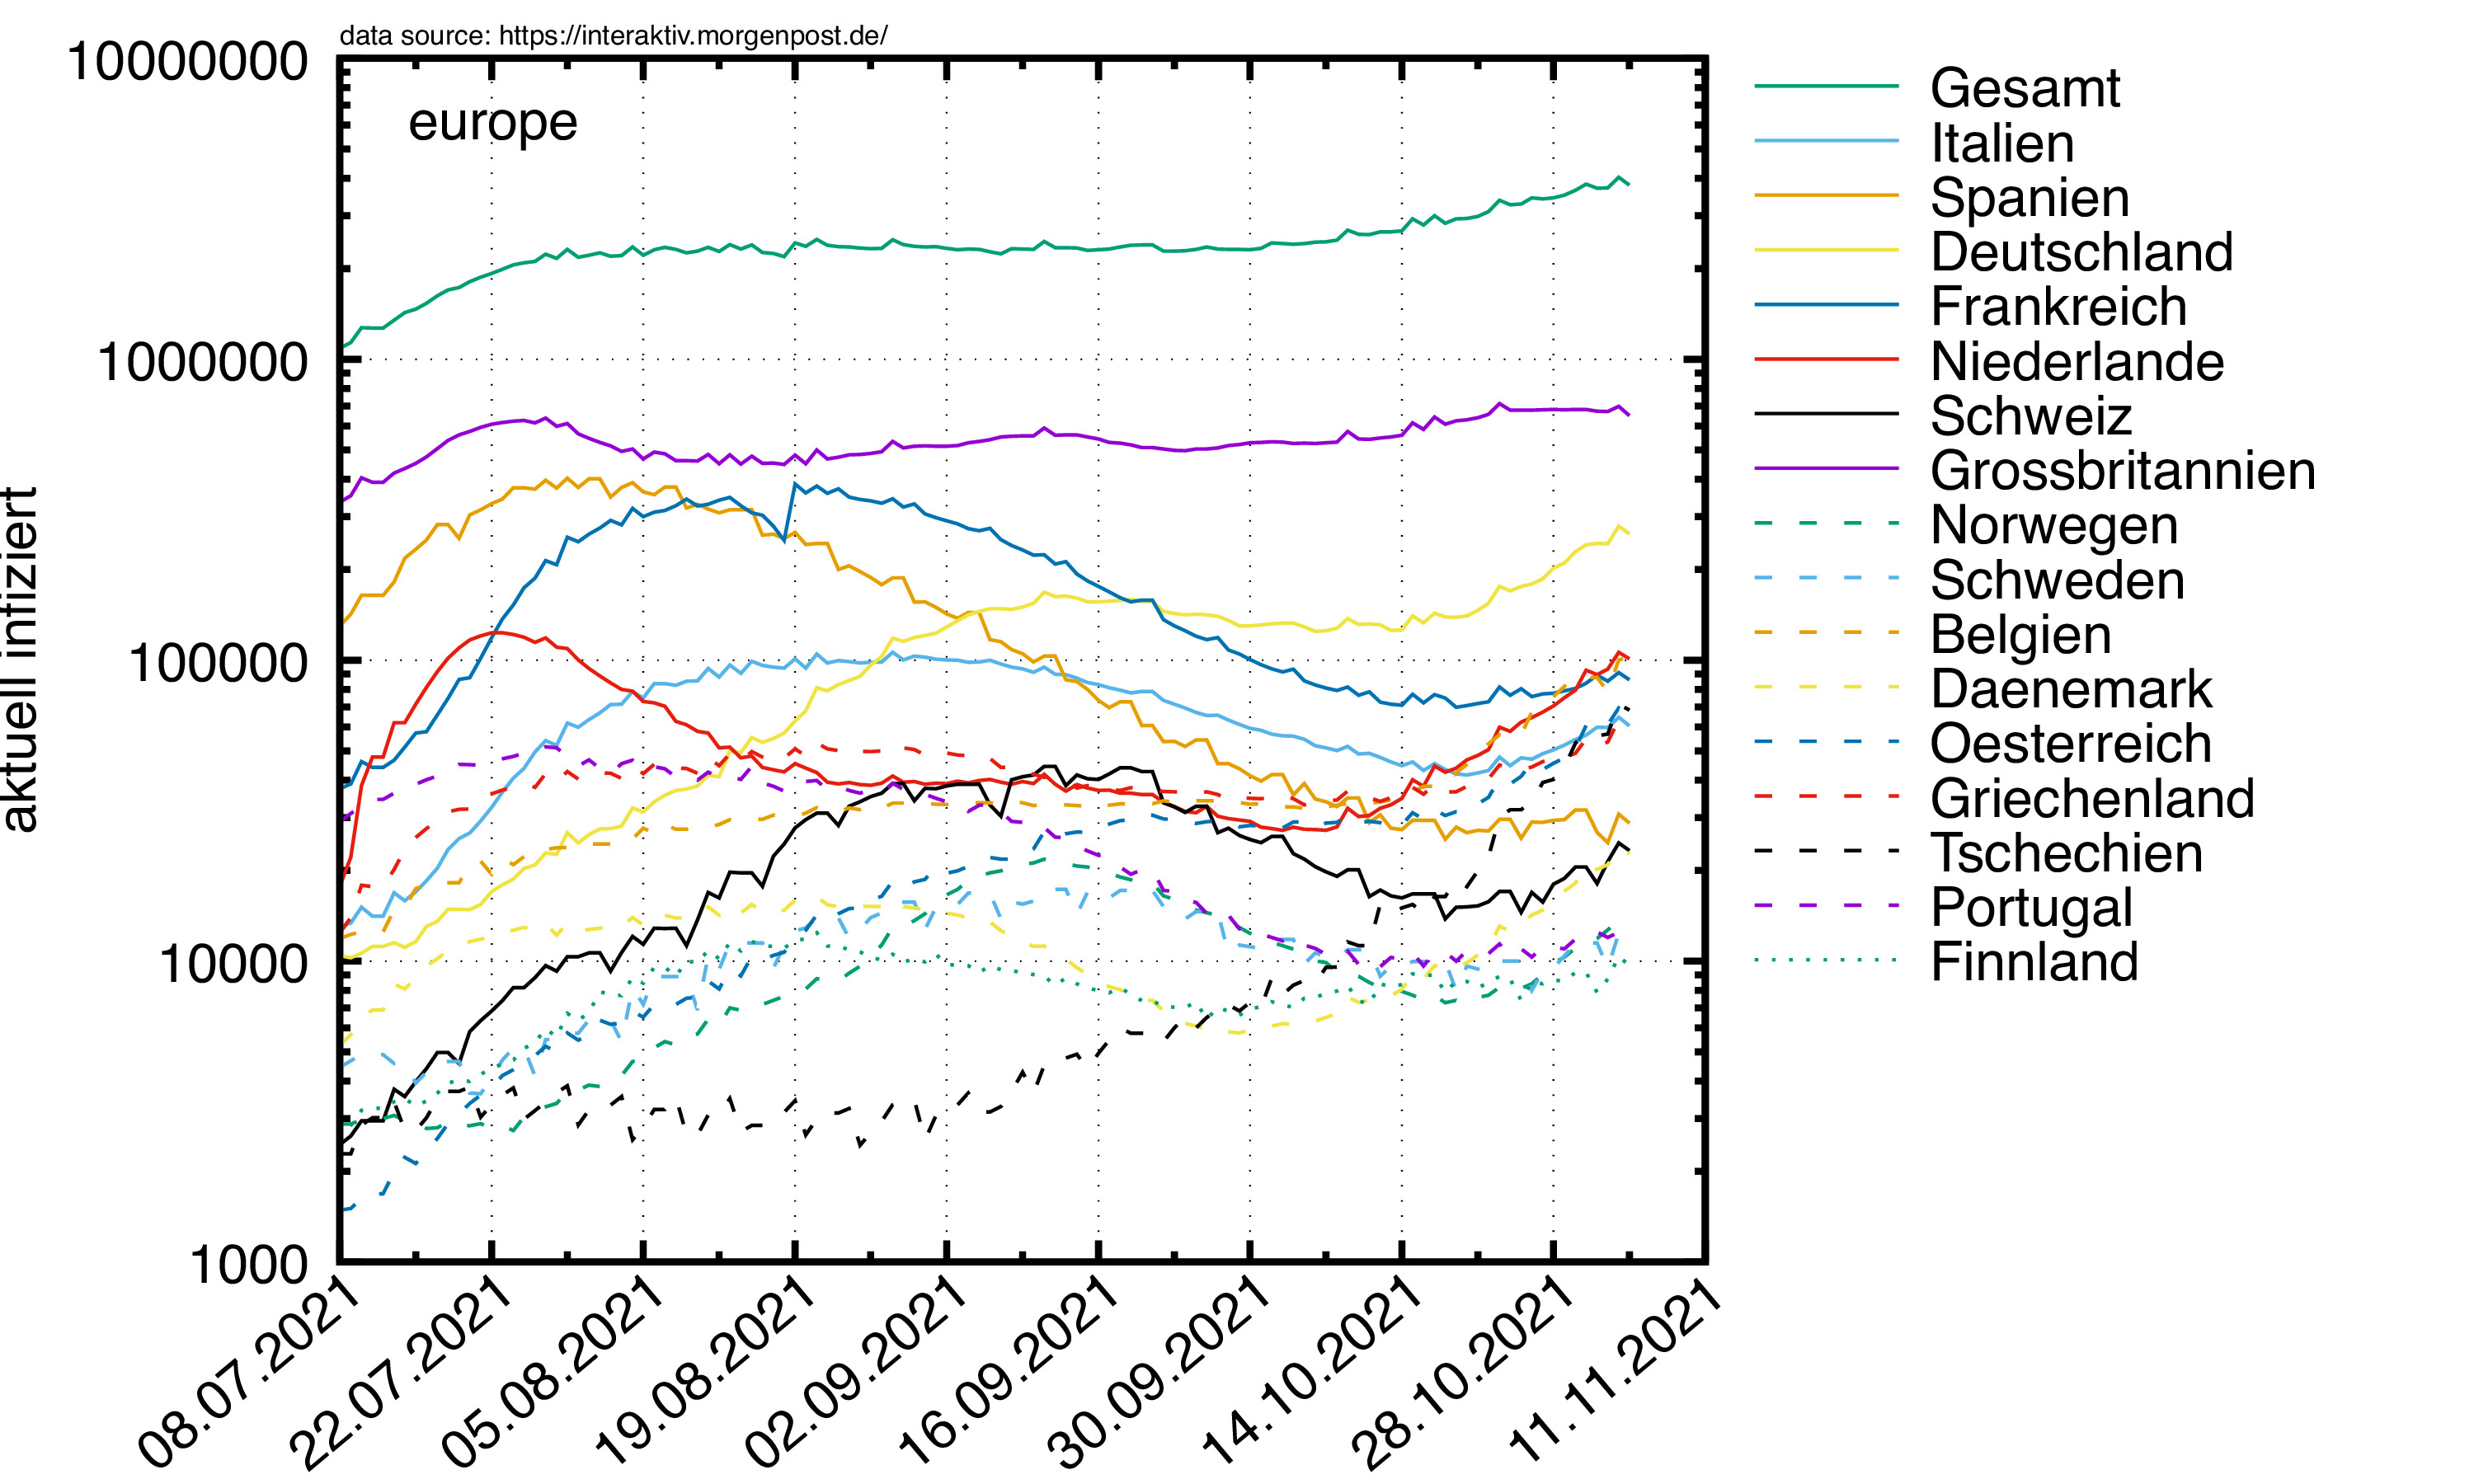 data source: https://interaktiv.morgenpost.de/
europe
aktuell infiziert
10000000
1000000
100000
10000
1000
08.07.2021
22.07.2021
05.08.2021
19.08.2021
02.09.2021
16.09.2021
30.09.2021
14.10.2021
28.10.2021
11.11.2021
Gesamt
Italien
Spanien
Deutschland
Frankreich
Niederlande
Schweiz
Grossbritannien
Norwegen
Schweden
Belgien
Daenemark
Oesterreich
Griechenland
Tschechien
Portugal
Finnland